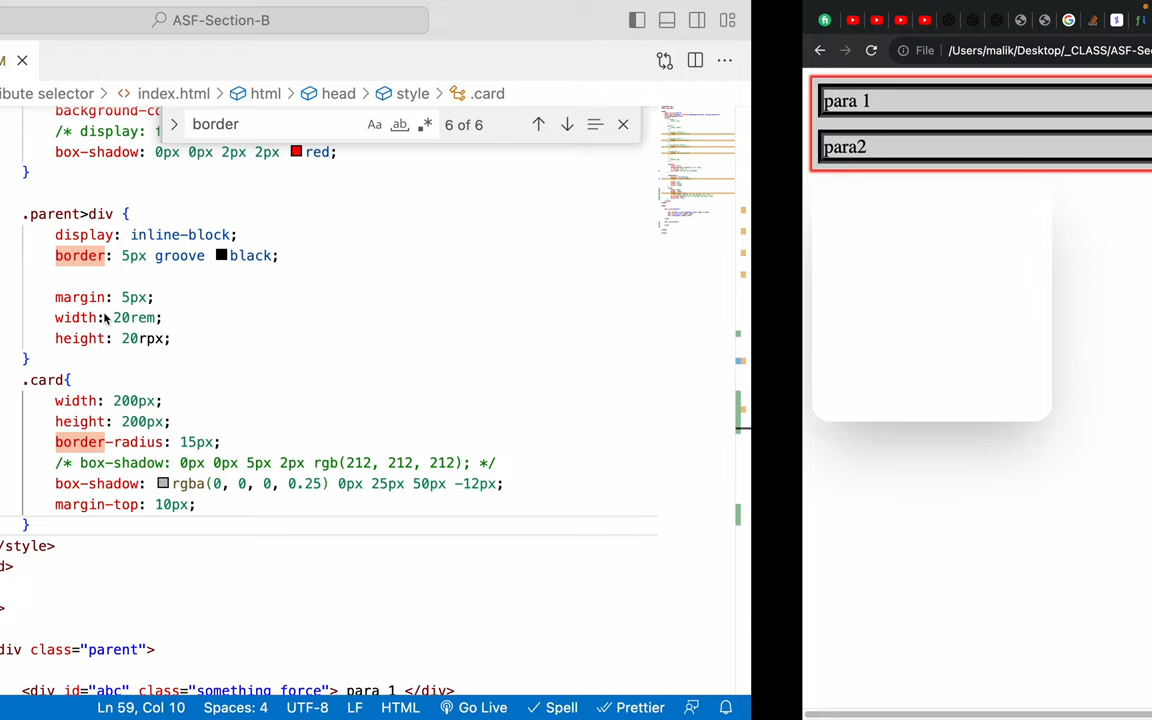 ASF-Section-B
M
ibute selector > index.html > html > head > style > .card
border Aa ab .* 6 of 6
background-co
/* display: f
box-shadow: 0px 0px 2px 2px red;
}
.parent>div {
display: inline-block;
border: 5px groove black;
margin: 5px;
width: 20rem;
height: 20rpx;
}
.card{
width: 200px;
height: 200px;
border-radius: 15px;
/* box-shadow: 0px 0px 5px 2px rgb(212, 212, 212); */
box-shadow: rgba(0, 0, 0, 0.25) 0px 25px 50px -12px;
margin-top: 10px;
}
/style>
d>
>
div class="parent">
<div id="abc" class="something force"> para 1 </div>
Ln 59, Col 10 Spaces: 4 UTF-8 LF HTML Go Live Spell Prettier
File /Users/malik/Desktop/_CLASS/ASF-Se
para 1
para2